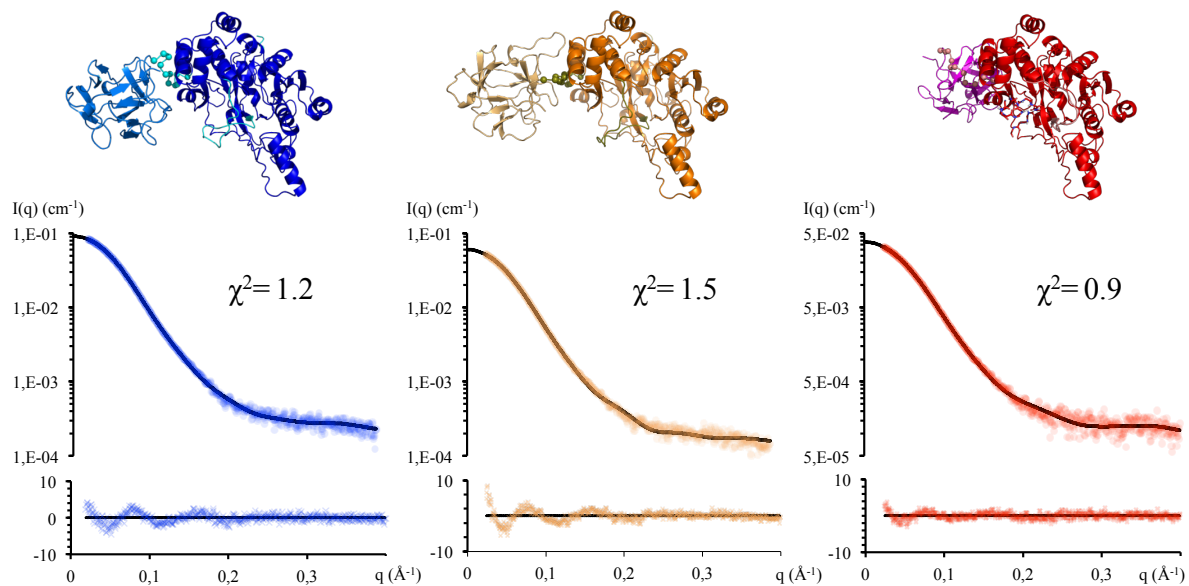 I(q) (cm⁻¹)
1,E-01
1,E-02
1,E-03
1,E-04
χ²= 1.2
10
0
-10
0
0,1
0,2
0,3
q (Å⁻¹)
I(q) (cm⁻¹)
1,E-01
1,E-02
1,E-03
1,E-04
χ²= 1.5
10
0
-10
0
0,1
0,2
0,3
q (Å⁻¹)
I(q) (cm⁻¹)
5,E-02
5,E-03
5,E-04
5,E-05
χ²= 0.9
10
0
-10
0
0,1
0,2
0,3
q (Å⁻¹)